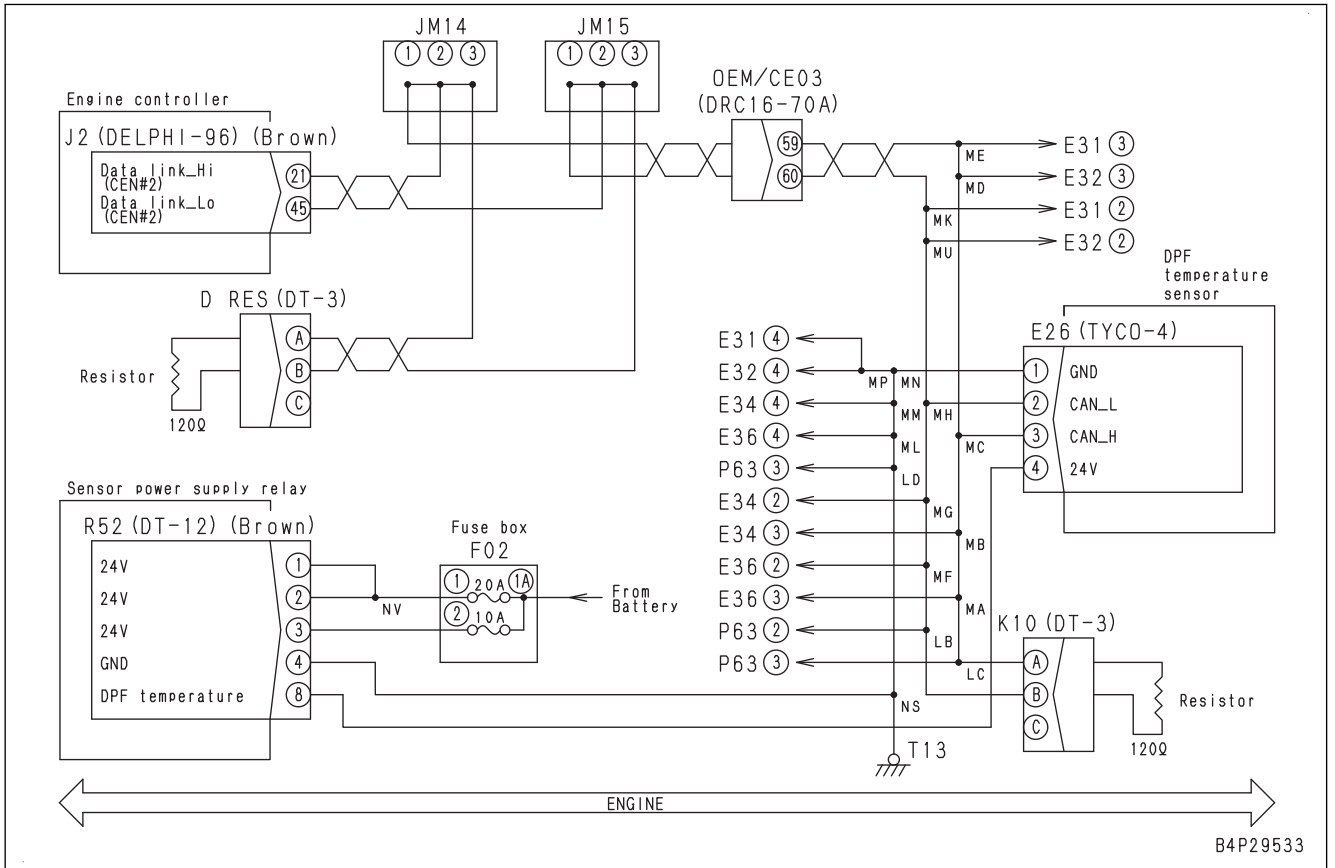 JM14
① ② ③
JM15
① ② ③
OEM/CE03
(DRC16-70A)
59
60
Engine controller
J2 (DELPHI-96) (Brown)
Data link_Hi
(CEN#2)
21
Data link_Lo
(CEN#2)
45
ME
E31 ③
MD
E32 ③
MK
E31 ②
MU
E32 ②
D RES (DT-3)
A
B
C
Resistor
120Ω
DPF
temperature
sensor
E26 (TYCO-4)
① GND
② CAN_L
③ CAN_H
④ 24V
E31 ④
E32 ④
MP
MN
E34 ④
MM
MH
E36 ④
ML
MC
P63 ③
LD
E34 ②
MG
E34 ③
MB
E36 ②
MF
E36 ③
MA
P63 ②
LB
P63 ③
LC
Sensor power supply relay
R52 (DT-12) (Brown)
24V ①
24V ②
24V ③
GND ④
DPF temperature ⑧
NV
Fuse box
F02
① 20A 1A
② 10A
From
Battery
NS
T13
K10 (DT-3)
A
B
C
Resistor
120Ω
ENGINE
B4P29533